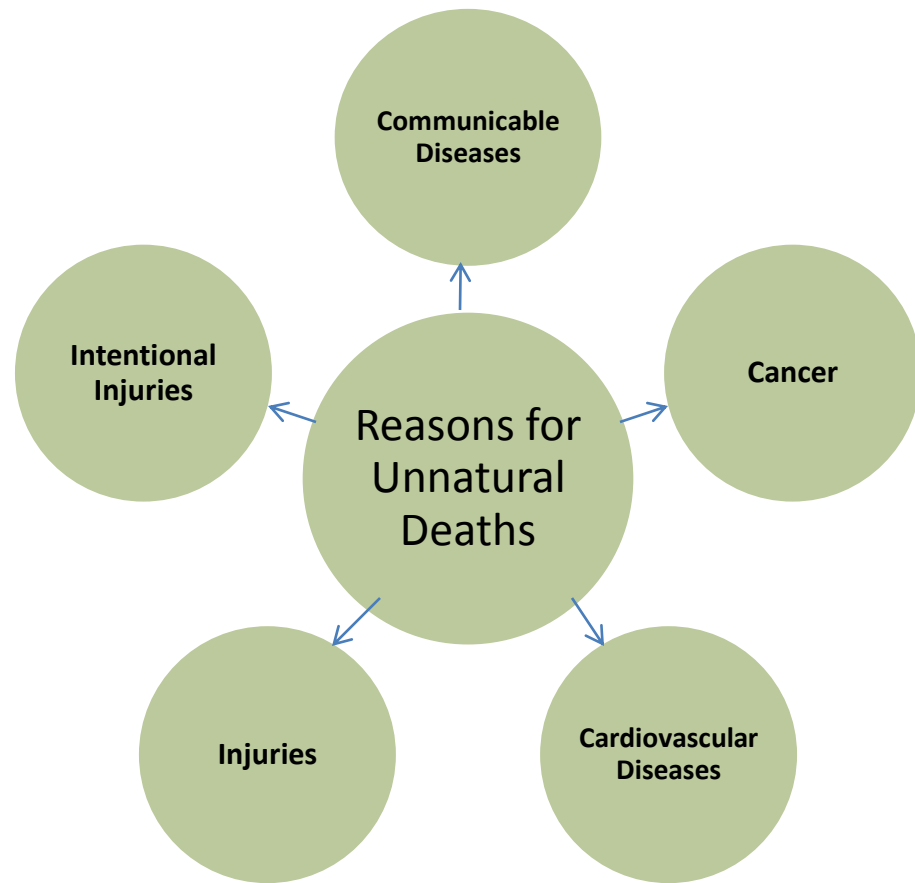 Communicable
Diseases
Intentional
Injuries
Cancer
Reasons for
Unnatural
Deaths
Injuries
Cardiovascular
Diseases